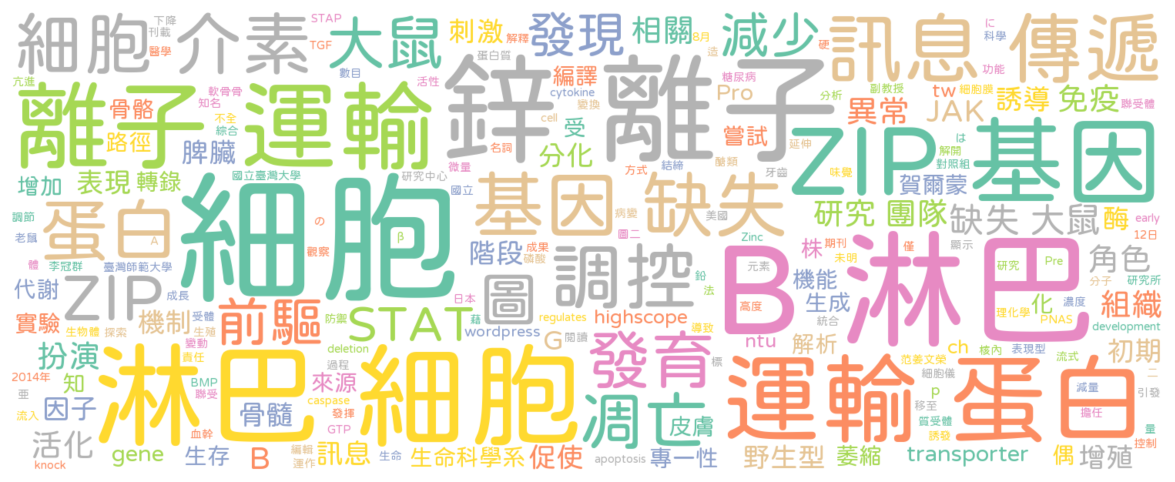 細胞 介素
下降
刊載
醫學
STAP
TGF
解釋
大鼠
刺激
蛋白質
發現
相關
8月
造
減少
硬
訊息 傳遞
に
科學
亢進
離子 運輸
軟骨骨
知名
數目
活性
鋅 離子
編譯
cytokine
變換
Pro
糖尿病
分析
副教授
功能
tw
細胞膜
異常
誘導 免疫
聯受體
骨骼
路徑
不全
綜合
脾臟
cell
名詞
受
分化
嘗試
延伸
JAK
は
解開
對照組
ZIP 基因
增加
表現 轉錄
國立臺灣大學
研究中心
微量
國立
結締
方式
醣類
牙齒
味覺
賀爾蒙
調節
老鼠
蛋白
A
細胞
の
觀察
β
基因 缺失
病變
美國
圖二
研究 團隊
缺失 大鼠
酶
early
12日
體
李冠群
臺灣師範大學
階段
成果
磷酸
調控
Zinc
鉛
法
元素
株
期刊
未明
僅
顯示
B 淋巴
研究
Pre
角色
分子
研究所
代謝
ZIP
成長
受體
日本
圖
機能
高度
統合
生成
理化學
PNAS
化
濃度
組織
development
實驗
生物體
探索
機制
生殖
防禦
前驅
STAT
藉
wordpress
regulates
highscope
導致
ntu
解析
ch
范姜文榮
核內
表現型
流式
初期
扮演
變動
責任
deletion
過程
G
閱讀
發育
標
細胞儀
二
引發
2014年
知
亜
因子
流入
淋巴 細胞
BMP
聯受
來源
caspase
發揮
GTP
骨髓
血幹
凋亡
皮膚
運輸 蛋白
p
移至
質受體
誘發
減量
擔任
量
控制
活化
knock
gene
生存
B
編輯
運作
訊息
生命
生命科學系
促使
apoptosis
專一性
野生型
萎縮
transporter
偶
增殖